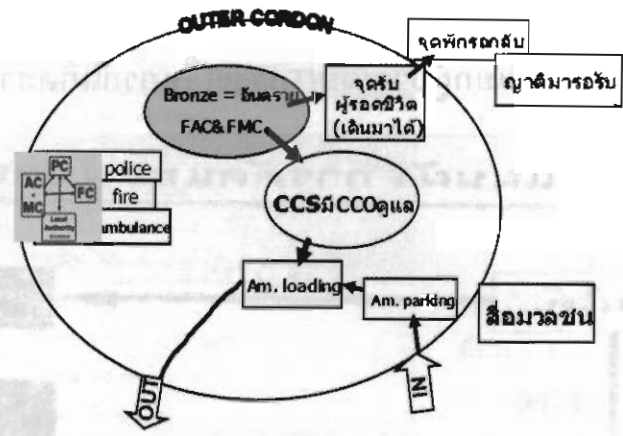 OUTER CORDON
จุดพักรอกลับ
ญาติมารอรับ
Bronze = อันตราย
FAC& FMC
จุดรับ
ผู้รอดชีวิต
(เดินมาได้)
PC
AC
MC
FC
Local
Authority
police
fire
ambulance
CCSมีCCOดูแล
Am. loading
Am. parking
สื่อมวลชน
OUT
IN